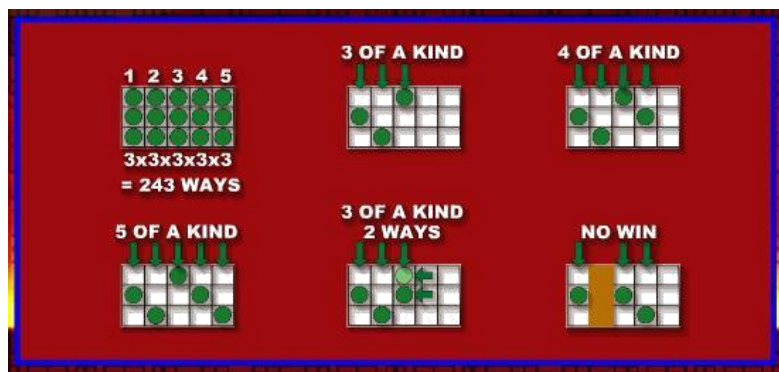 1 2 3 4 5
3x3x3x3x3
= 243 WAYS
3 OF A KIND
4 OF A KIND
5 OF A KIND
3 OF A KIND
2 WAYS
NO WIN